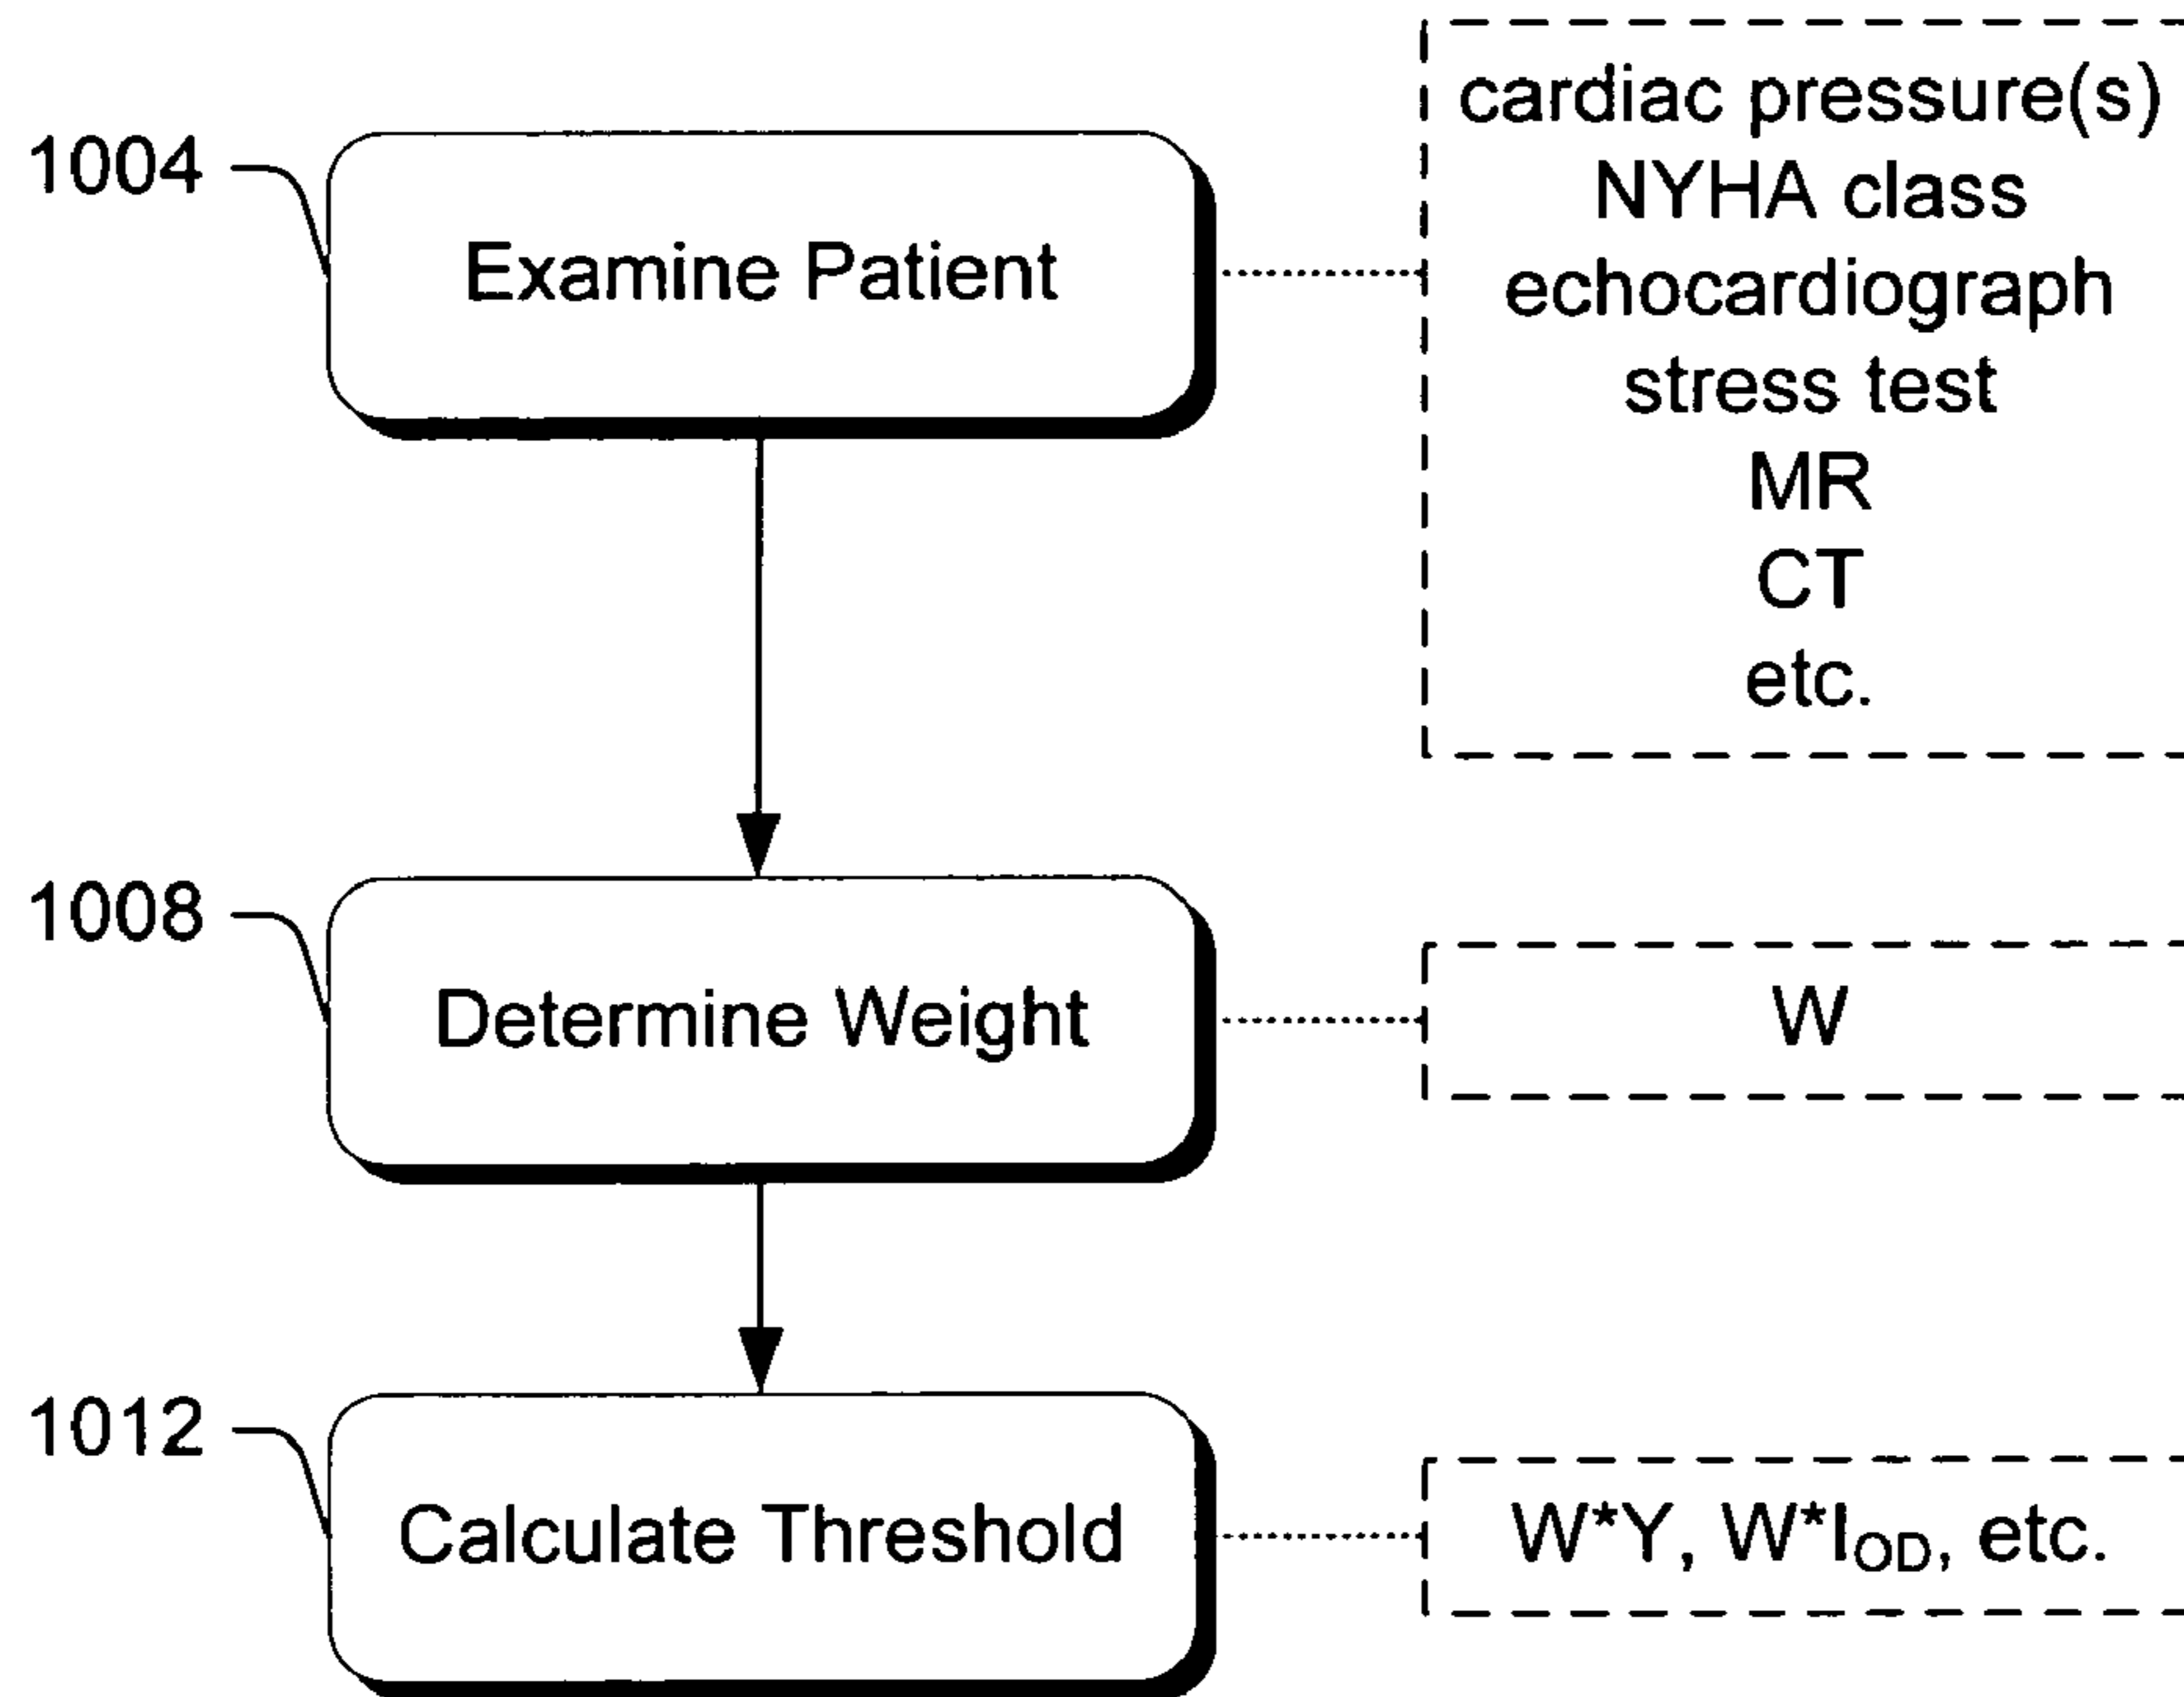 1004
Examine Patient
cardiac pressure(s)
NYHA class
echocardiograph
stress test
MR
CT
etc.
1008
Determine Weight
W
1012
Calculate Threshold
W*Y, W*I_OD, etc.